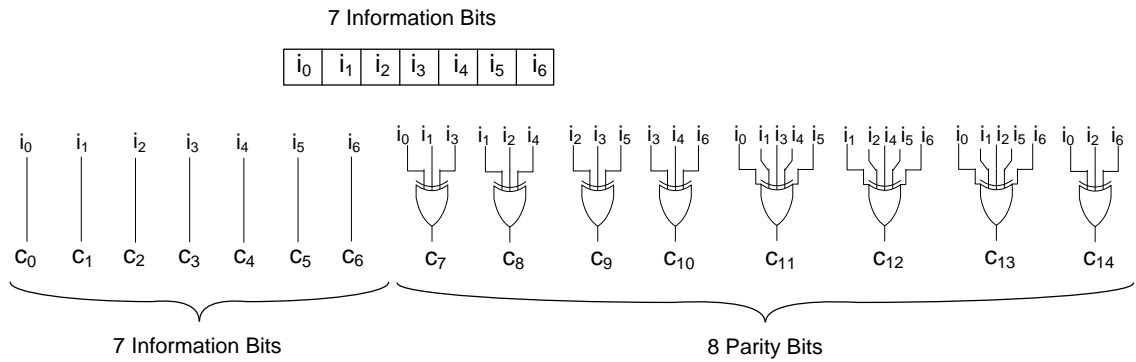 7 Information Bits
i0 i1 i2 i3 i4 i5 i6
i0 i1 i2 i3 i4 i5 i6 i0 i1 i3 i1 i2 i4 i2 i3 i5 i3 i4 i6 i0 i1 i3 i4 i5 i1 i2 i4 i5 i6 i0 i1 i2 i5 i6 i0 i2 i6
c0 c1 c2 c3 c4 c5 c6 c7 c8 c9 c10 c11 c12 c13 c14
7 Information Bits 8 Parity Bits